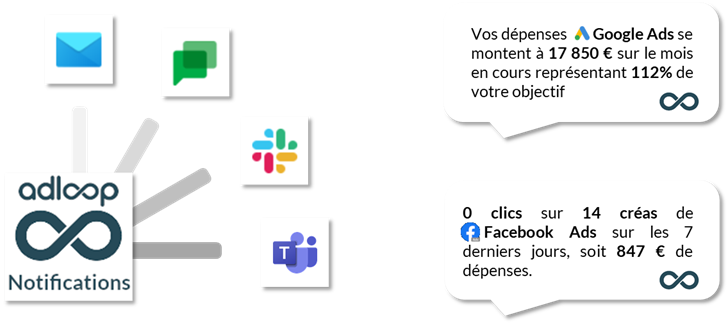 Vos dépenses Google Ads se
montent à 17 850 € sur le mois
en cours représentant 112% de
votre objectif
adloop
Notifications
T
0 clics sur 14 créas de
Facebook Ads sur les 7
derniers jours, soit 847 € de
dépenses.